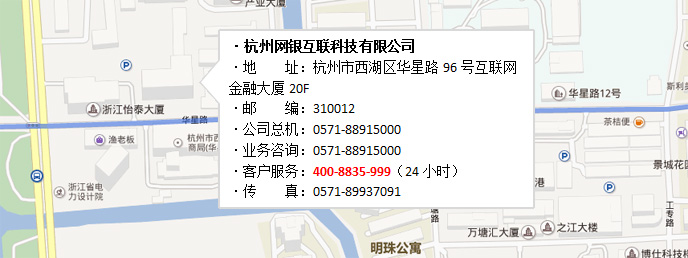 产业大厦
·杭州网银互联科技有限公司
·地 址：杭州市西湖区华星路 96 号互联网
金融大厦 20F
·邮 编：310012
·公司总机：0571-88915000
·业务咨询：0571-88915000
·客户服务：400-8835-999（24 小时）
·传 真：0571-89937091
华星路12号
浙江怡泰大厦
华星路
茶桔便
渔老板
杭州市西
商局(华星
景城花园
浙江省电
力设计院
港
工专路
之江大楼
万塘汇大厦
明珠公寓
博仕科技